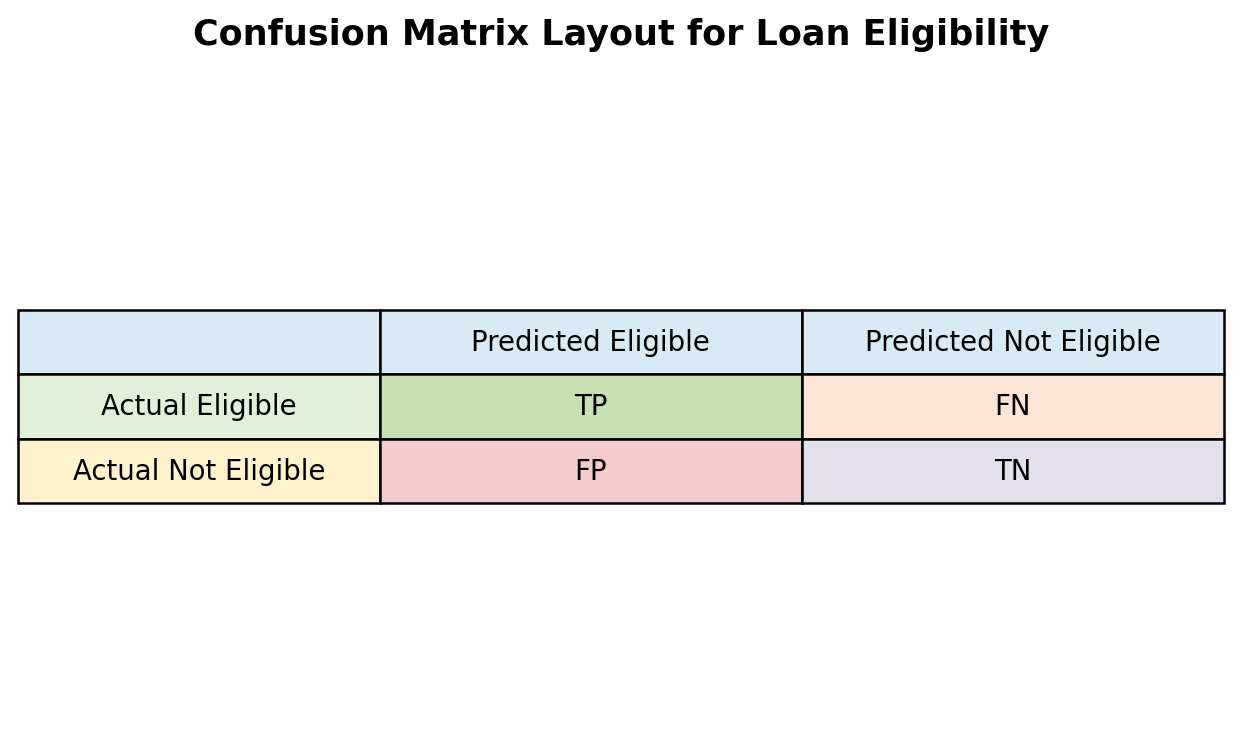 Confusion Matrix Layout for Loan Eligibility
Predicted Eligible Predicted Not Eligible
Actual Eligible TP FN
Actual Not Eligible FP TN